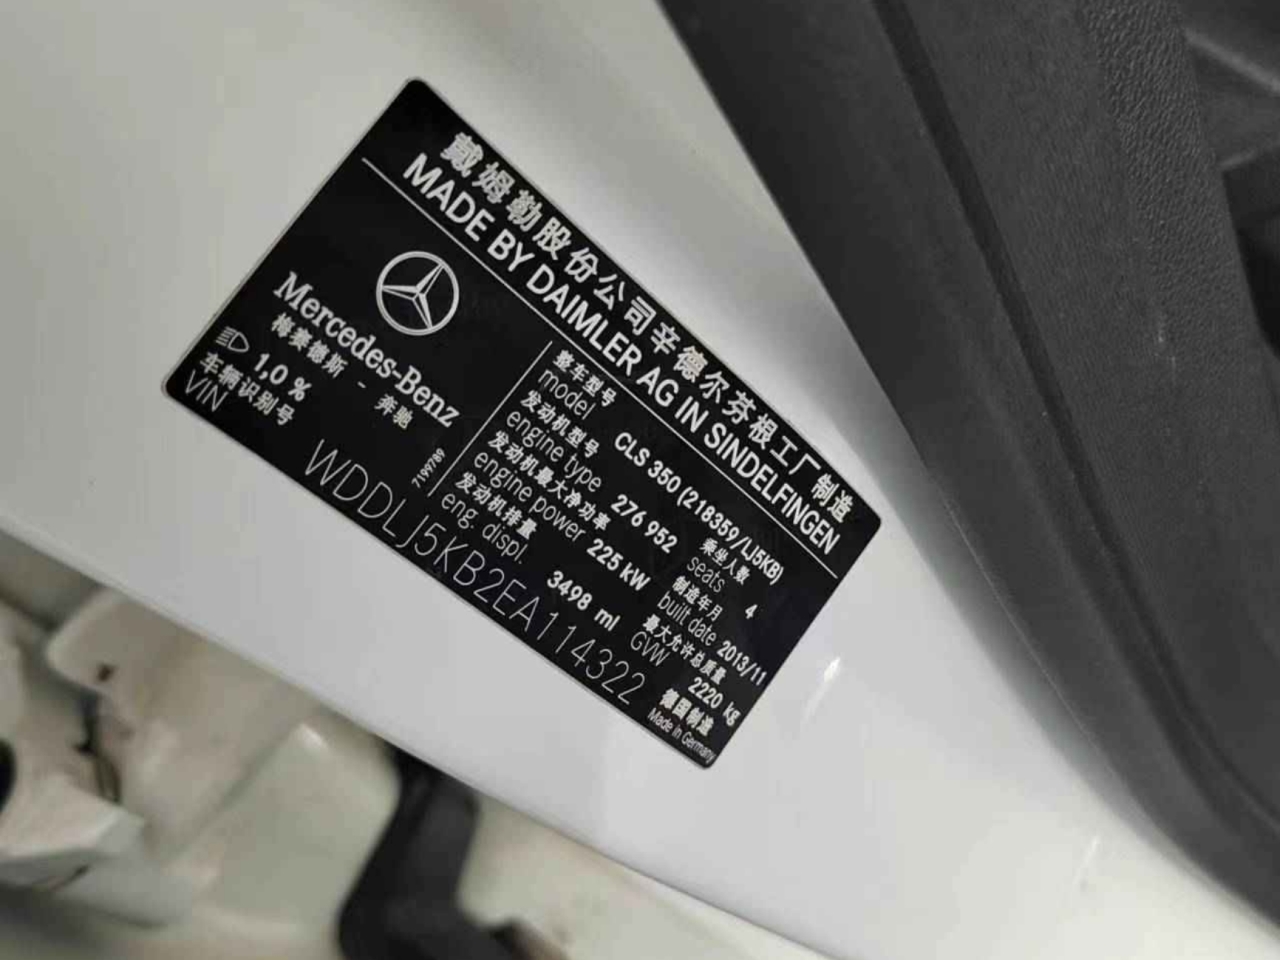 戴姆勒股份公司辛德尔芬根工厂制造
MADE BY DAIMLER AG IN SINDELFINGEN
Mercedes-Benz
梅赛德斯 - 奔驰
1,0 %
7199789
整车型号
model CLS 350 (218359/LJ5KB)
发动机型号
engine type 276 952
发动机最大净功率
engine power 225 kW
发动机排量
eng. displ. 3498 ml
乘坐人数
seats 4
制造年月
built date 2013/11
最大允许总质量
GVW 2220 kg
车辆识别号
VIN WDDLJ5KB2EA114322
德国制造
Made in Germany